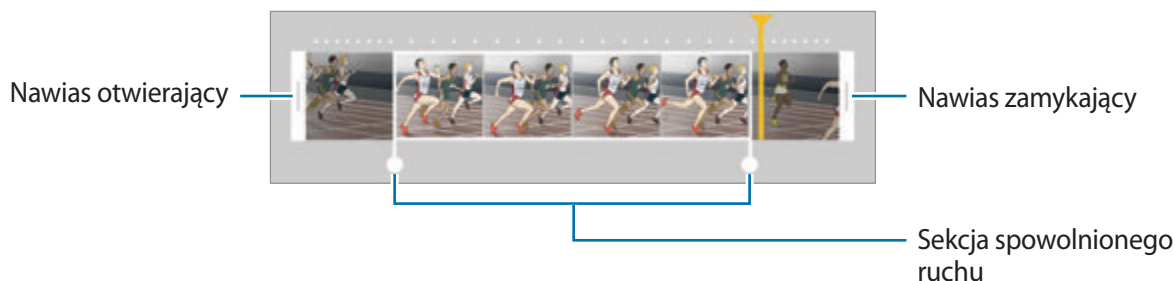 Nawias otwierający
Nawias zamykający
Sekcja spowolnionego
ruchu